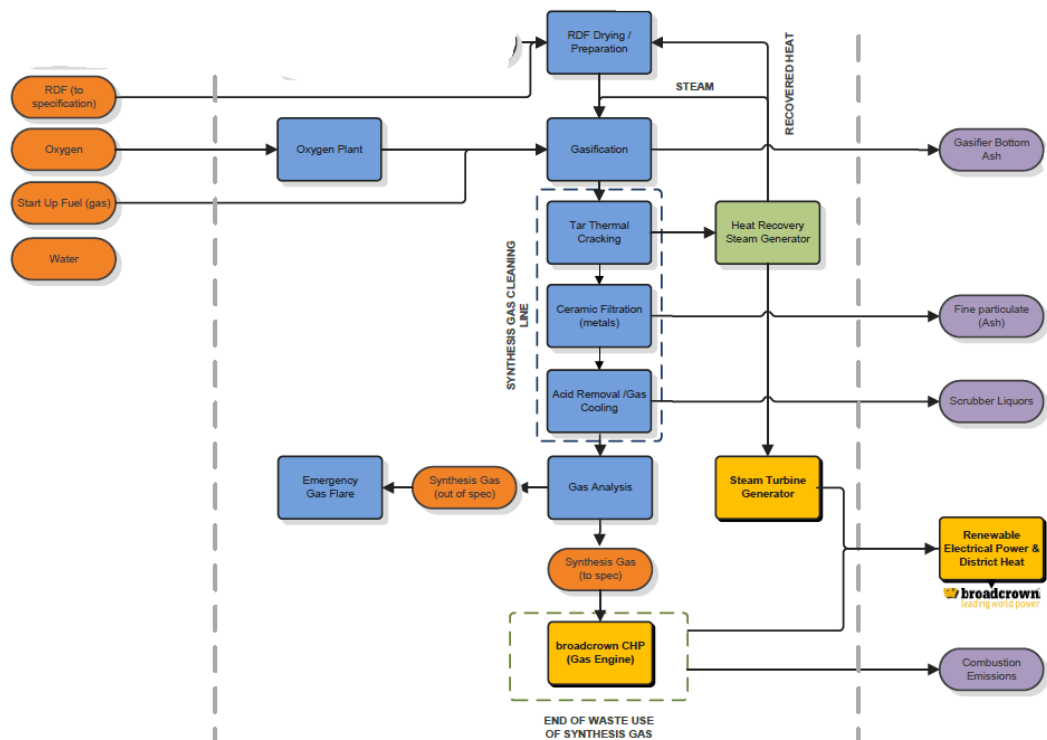 RDF Drying /
Preparation
RECOVERED HEAT
STEAM
RDF (to
specification)
Oxygen
Oxygen Plant
Gasification
Gasifier Bottom
Ash
Start Up Fuel (gas)
Water
SYNTHESIS GAS CLEANING
LINE
Tar Thermal
Cracking
Heat Recovery
Steam Generator
Ceramic Filtration
(metals)
Fine particulate
(Ash)
Acid Removal /Gas
Cooling
Scrubber Liquors
Emergency
Gas Flare
Synthesis Gas
(out of spec)
Gas Analysis
Steam Turbine
Generator
Synthesis Gas
(to spec)
Renewable
Electrical Power &
District Heat
broadcrown
leading world power
broadcrown CHP
(Gas Engine)
Combustion
Emissions
END OF WASTE USE
OF SYNTHESIS GAS